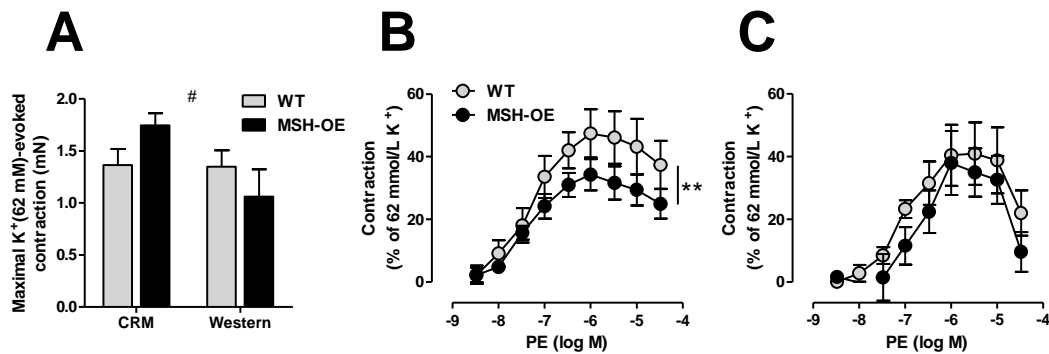 A
Maximal K⁺(62 mM)-evoked
contraction (mN)
2.0
1.5
1.0
0.5
0.0
#
WT
MSH-OE
CRM
Western
B
Contraction
(% of 62 mmol/L K⁺)
60
40
20
0
WT
MSH-OE
**
-9
-8
-7
-6
-5
-4
PE (log M)
C
Contraction
(% of 62 mmol/L K⁺)
60
40
20
0
-9
-8
-7
-6
-5
-4
PE (log M)